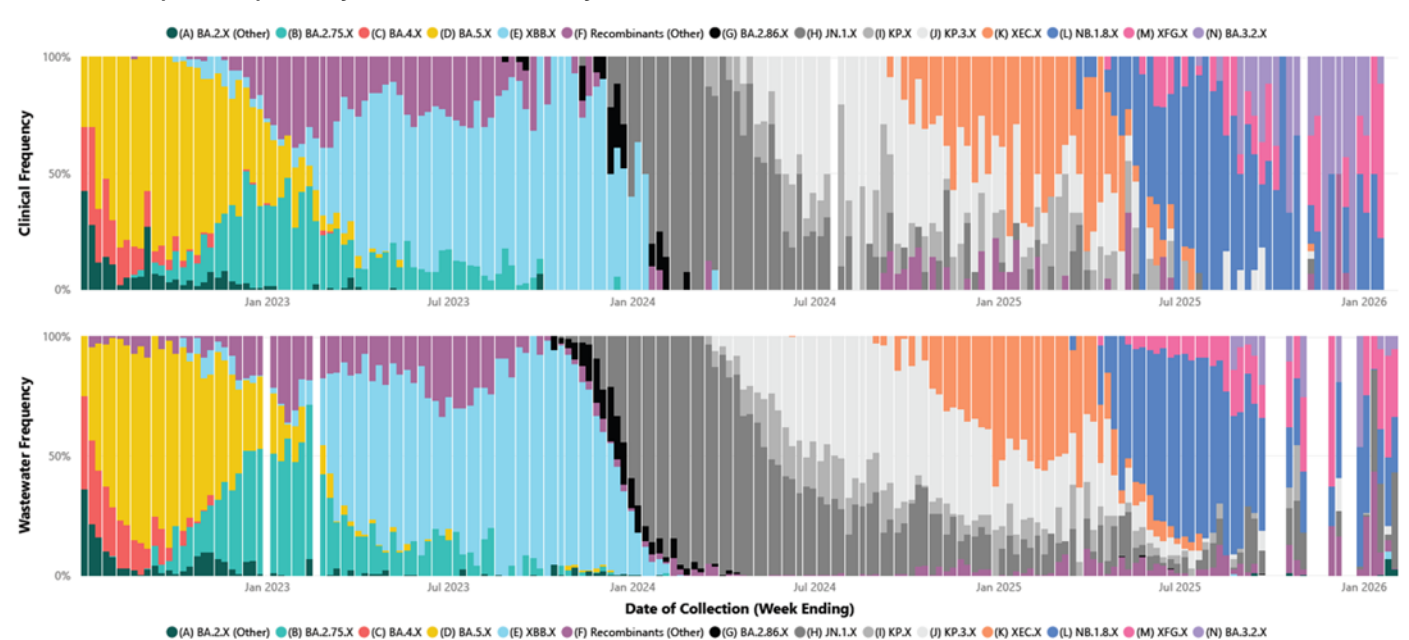 (A) BA.2.X (Other) (B) BA.2.75.X (C) BA.4.X (D) BA.5.X (E) XBB.X (F) Recombinants (Other) (G) BA.2.86.X (H) JN.1.X (I) KP.X (J) KP.3.X (K) XEC.X (L) NB.1.8.X (M) XFG.X (N) BA.3.2.X
100%
Clinical Frequency
50%
0%
Jan 2023 Jul 2023 Jan 2024 Jul 2024 Jan 2025 Jul 2025 Jan 2026
100%
Wastewater Frequency
50%
0%
Jan 2023 Jul 2023 Jan 2024 Jul 2024 Jan 2025 Jul 2025 Jan 2026
Date of Collection (Week Ending)
(A) BA.2.X (Other) (B) BA.2.75.X (C) BA.4.X (D) BA.5.X (E) XBB.X (F) Recombinants (Other) (G) BA.2.86.X (H) JN.1.X (I) KP.X (J) KP.3.X (K) XEC.X (L) NB.1.8.X (M) XFG.X (N) BA.3.2.X